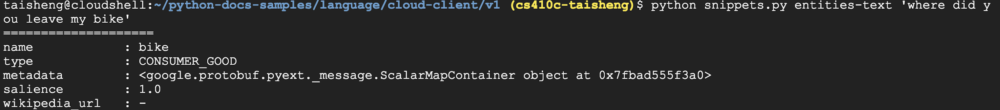 taisheng@cloudshell:~/python-docs-samples/language/cloud-client/v1 (cs410c-taisheng)$ python snippets.py entities-text 'where did y
ou leave my bike'
====================
name            : bike
type            : CONSUMER_GOOD
metadata        : <google.protobuf.pyext._message.ScalarMapContainer object at 0x7fbad555f3a0>
salience        : 1.0
wikipedia_url   : -